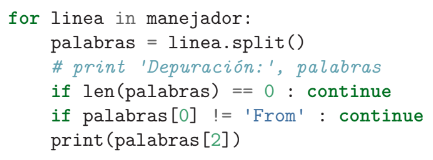 for linea in manejador:
    palabras = linea.split()
    # print 'Depuración:', palabras
    if len(palabras) == 0 : continue
    if palabras[0] != 'From' : continue
    print(palabras[2])